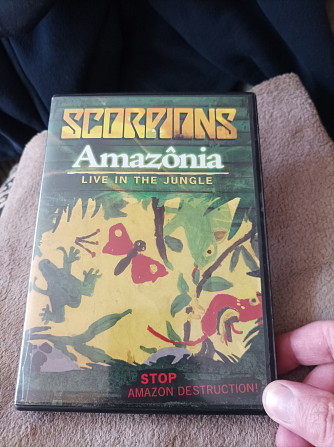 SCORPIONS
Amazônia
LIVE IN THE JUNGLE
STOP
AMAZON DESTRUCTION!